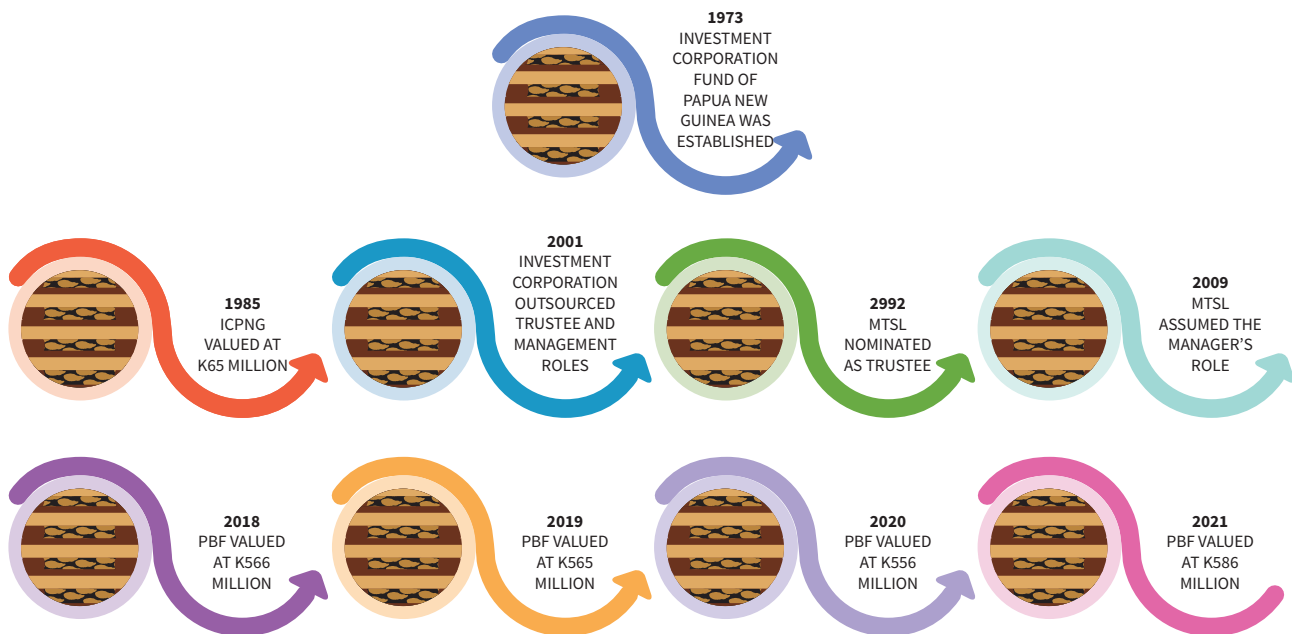 1973
INVESTMENT
CORPORATION
FUND OF
PAPUA NEW
GUINEA WAS
ESTABLISHED
1985
ICPNG
VALUED AT
K65 MILLION
2001
INVESTMENT
CORPORATION
OUTSOURCED
TRUSTEE AND
MANAGEMENT
ROLES
2992
MTSL
NOMINATED
AS TRUSTEE
2009
MTSL
ASSUMED THE
MANAGER’S
ROLE
2018
PBF VALUED
AT K566
MILLION
2019
PBF VALUED
AT K565
MILLION
2020
PBF VALUED
AT K556
MILLION
2021
PBF VALUED
AT K586
MILLION